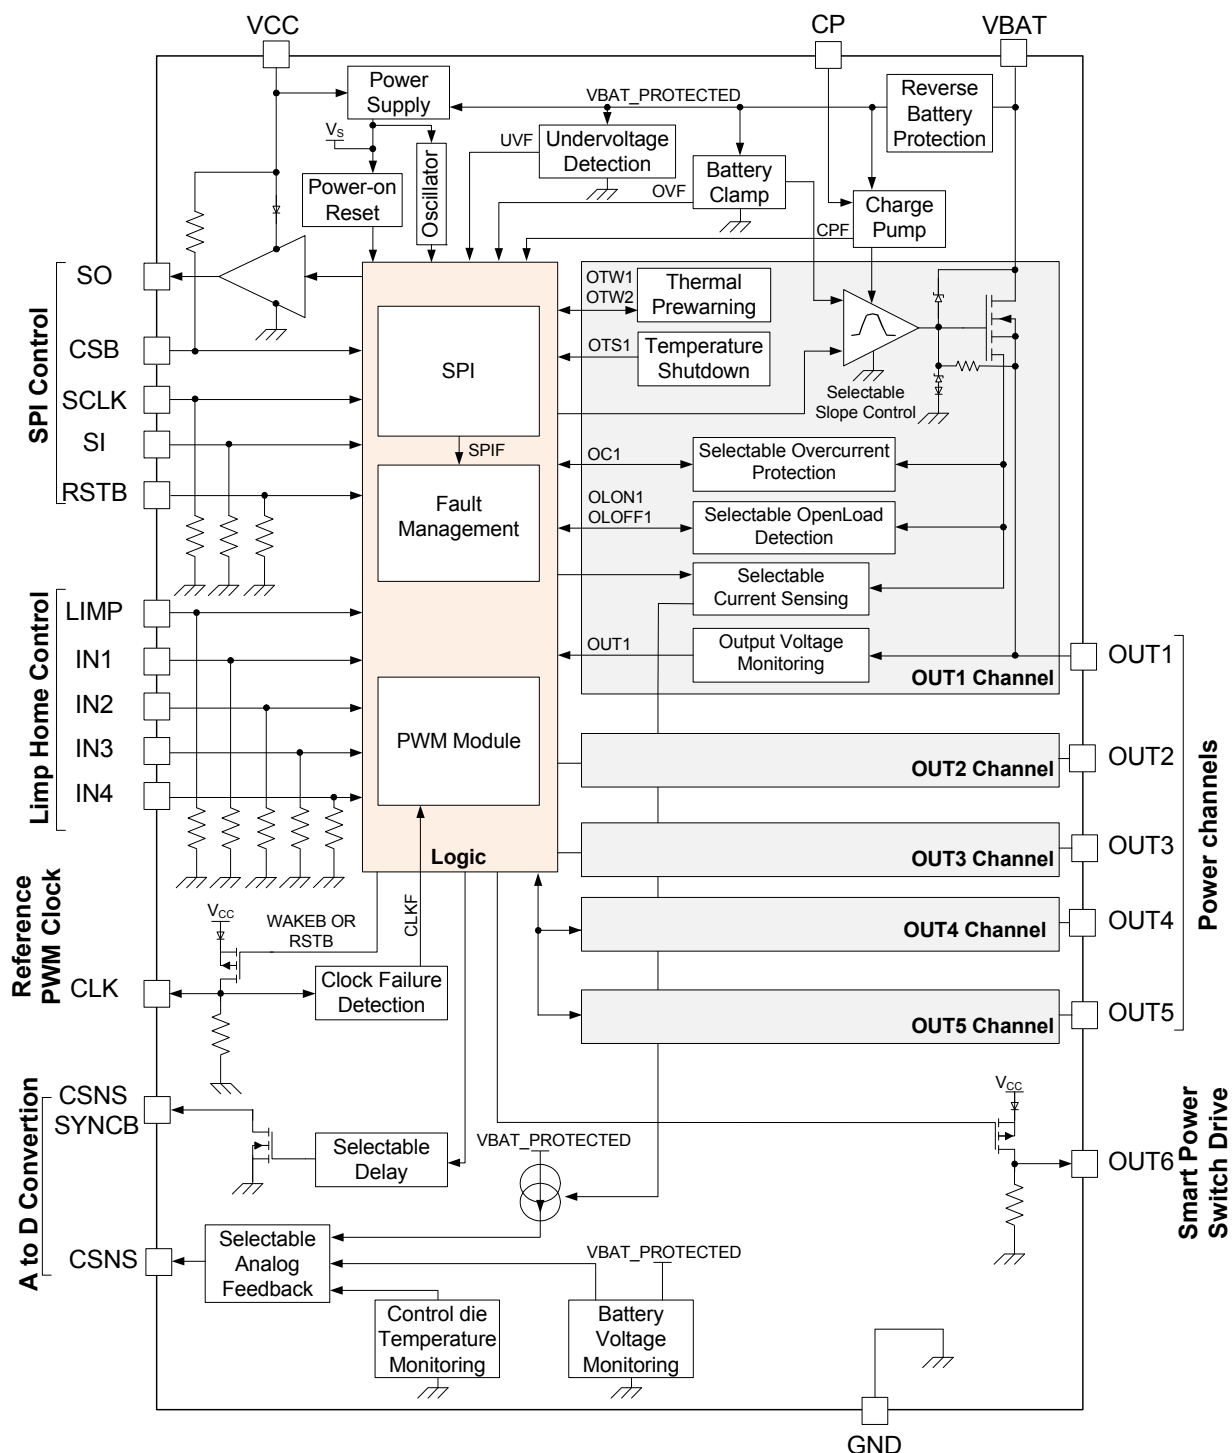 VCC
CP
VBAT
Power
Supply
VBAT_PROTECTED
Reverse
Battery
Protection
VS
UVF
Undervoltage
Detection
Oscillator
Power-on
Reset
OVF
Battery
Clamp
CPF
Charge
Pump
SPI Control
SO
CSB
SCLK
SI
RSTB
SPI
SPIF
Fault
Management
PWM Module
Logic
OTW1
OTW2
Thermal
Prewarning
OTS1
Temperature
Shutdown
Selectable
Slope Control
OC1
Selectable Overcurrent
Protection
OLON1
OLOFF1
Selectable OpenLoad
Detection
Selectable
Current Sensing
OUT1
Output Voltage
Monitoring
OUT1 Channel
OUT1
Limp Home Control
LIMP
IN1
IN2
IN3
IN4
OUT2 Channel
OUT2
OUT3 Channel
OUT3
OUT4 Channel
OUT4
OUT5 Channel
OUT5
Power channels
Reference
PWM Clock
VCC
WAKEB OR
RSTB
CLKF
CLK
Clock Failure
Detection
A to D Convertion
CSNS
SYNCB
Selectable
Delay
VBAT_PROTECTED
VCC
OUT6
Smart Power
Switch Drive
CSNS
Selectable
Analog
Feedback
VBAT_PROTECTED
Control die
Temperature
Monitoring
Battery
Voltage
Monitoring
GND